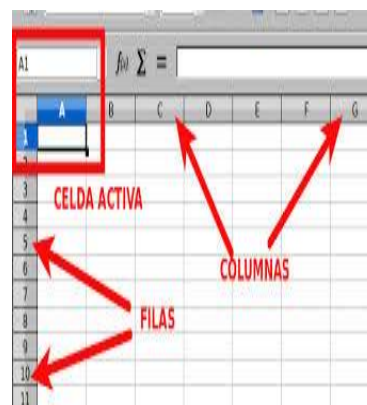 A1 f(x) Σ =
A B C D E F G
1
2
3
CELDA ACTIVA
4
5
COLUMNAS
6
7
FILAS
8
9
10
11